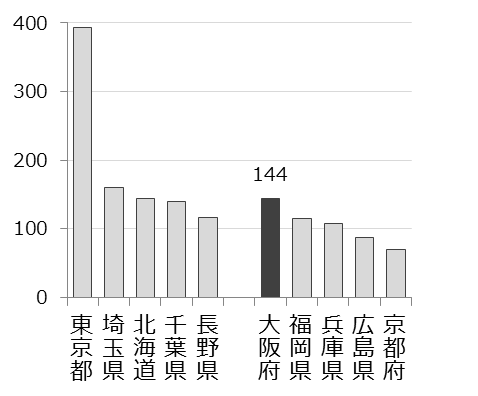 400
300
200
100
0
144
東京都
埼玉県
北海道
千葉県
長野県
大阪府
福岡県
兵庫県
広島県
京都府